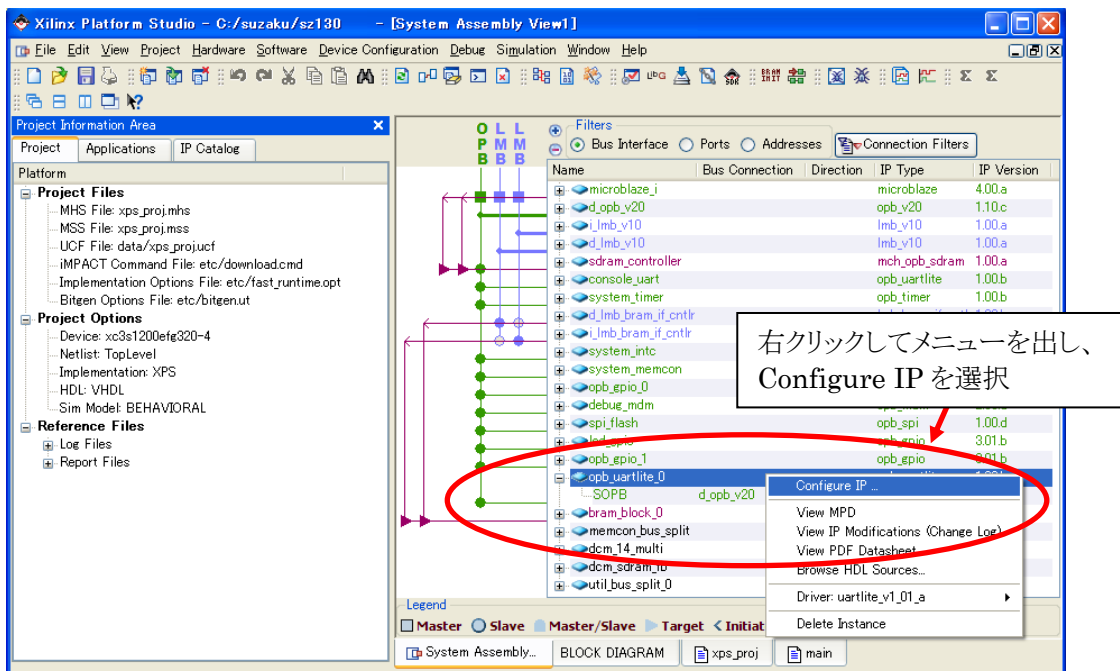 Xilinx Platform Studio - C:/suzaku/sz130 - [System Assembly View1]
File Edit View Project Hardware Software Device Configuration Debug Simulation Window Help
Project Information Area
Project Applications IP Catalog
Platform
Project Files
MHS File: xps_proj.mhs
MSS File: xps_proj.mss
UCF File: data/xps_proj.ucf
iMPACT Command File: etc/download.cmd
Implementation Options File: etc/fast_runtime.opt
Bitgen Options File: etc/bitgen.ut
Project Options
Device: xc3s1200efg320-4
Netlist: TopLevel
Implementation: XPS
HDL: VHDL
Sim Model: BEHAVIORAL
Reference Files
Log Files
Report Files
OPB LMB LMB
Filters
Bus Interface Ports Addresses Connection Filters
Name Bus Connection Direction IP Type IP Version
microblaze_i microblaze 4.00.a
d_opb_v20 opb_v20 1.10.c
i_lmb_v10 lmb_v10 1.00.a
d_lmb_v10 lmb_v10 1.00.a
sdram_controller mch_opb_sdram 1.00.a
console_uart opb_uartlite 1.00.b
system_timer opb_timer 1.00.b
d_lmb_bram_if_cntlr
i_lmb_bram_if_cntlr
system_intc
system_memcon
opb_gpio_0
debug_mdm
spi_flash opb_spi 1.00.d
led_gpio opb_gpio 3.01.b
opb_gpio_1 opb_gpio 3.01.b
opb_uartlite_0
SOPB d_opb_v20
bram_block_0
memcon_bus_split
dcm_14_multi
dcm_sdram_fb
util_bus_split_0
右クリックしてメニューを出し、
Configure IP を選択
Configure IP ...
View MPD
View IP Modifications (Change Log)
View PDF Datasheet
Browse HDL Sources...
Driver: uartlite_v1_01_a
Delete Instance
Legend
Master Slave Master/Slave Target Initiat
System Assembly... BLOCK DIAGRAM xps_proj main